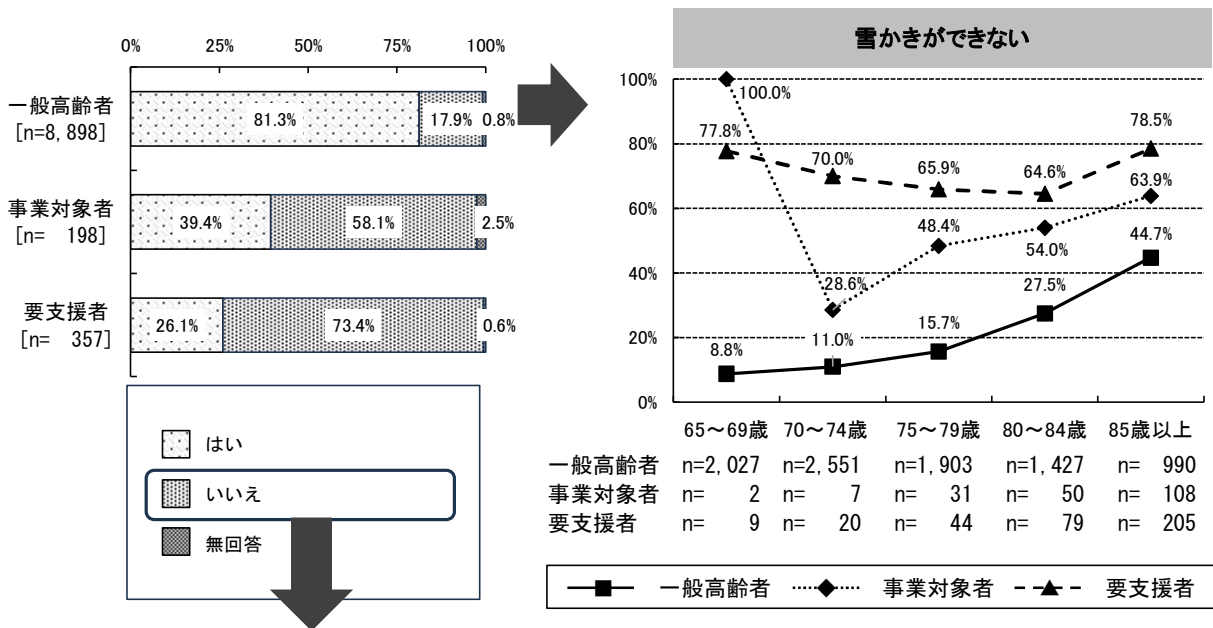 0% 25% 50% 75% 100%
一般高齢者
[n=8,898]
81.3% 17.9% 0.8%
事業対象者
[n= 198]
39.4% 58.1% 2.5%
要支援者
[n= 357]
26.1% 73.4% 0.6%
はい
いいえ
無回答
雪かきができない
100%
80%
60%
40%
20%
0%
100.0%
77.8% 70.0% 65.9% 64.6% 78.5%
28.6% 48.4% 54.0% 63.9%
8.8% 11.0% 15.7% 27.5% 44.7%
65～69歳 70～74歳 75～79歳 80～84歳 85歳以上
一般高齢者 n=2,027 n=2,551 n=1,903 n=1,427 n= 990
事業対象者 n= 2 n= 7 n= 31 n= 50 n= 108
要支援者 n= 9 n= 20 n= 44 n= 79 n= 205
一般高齢者 事業対象者 要支援者